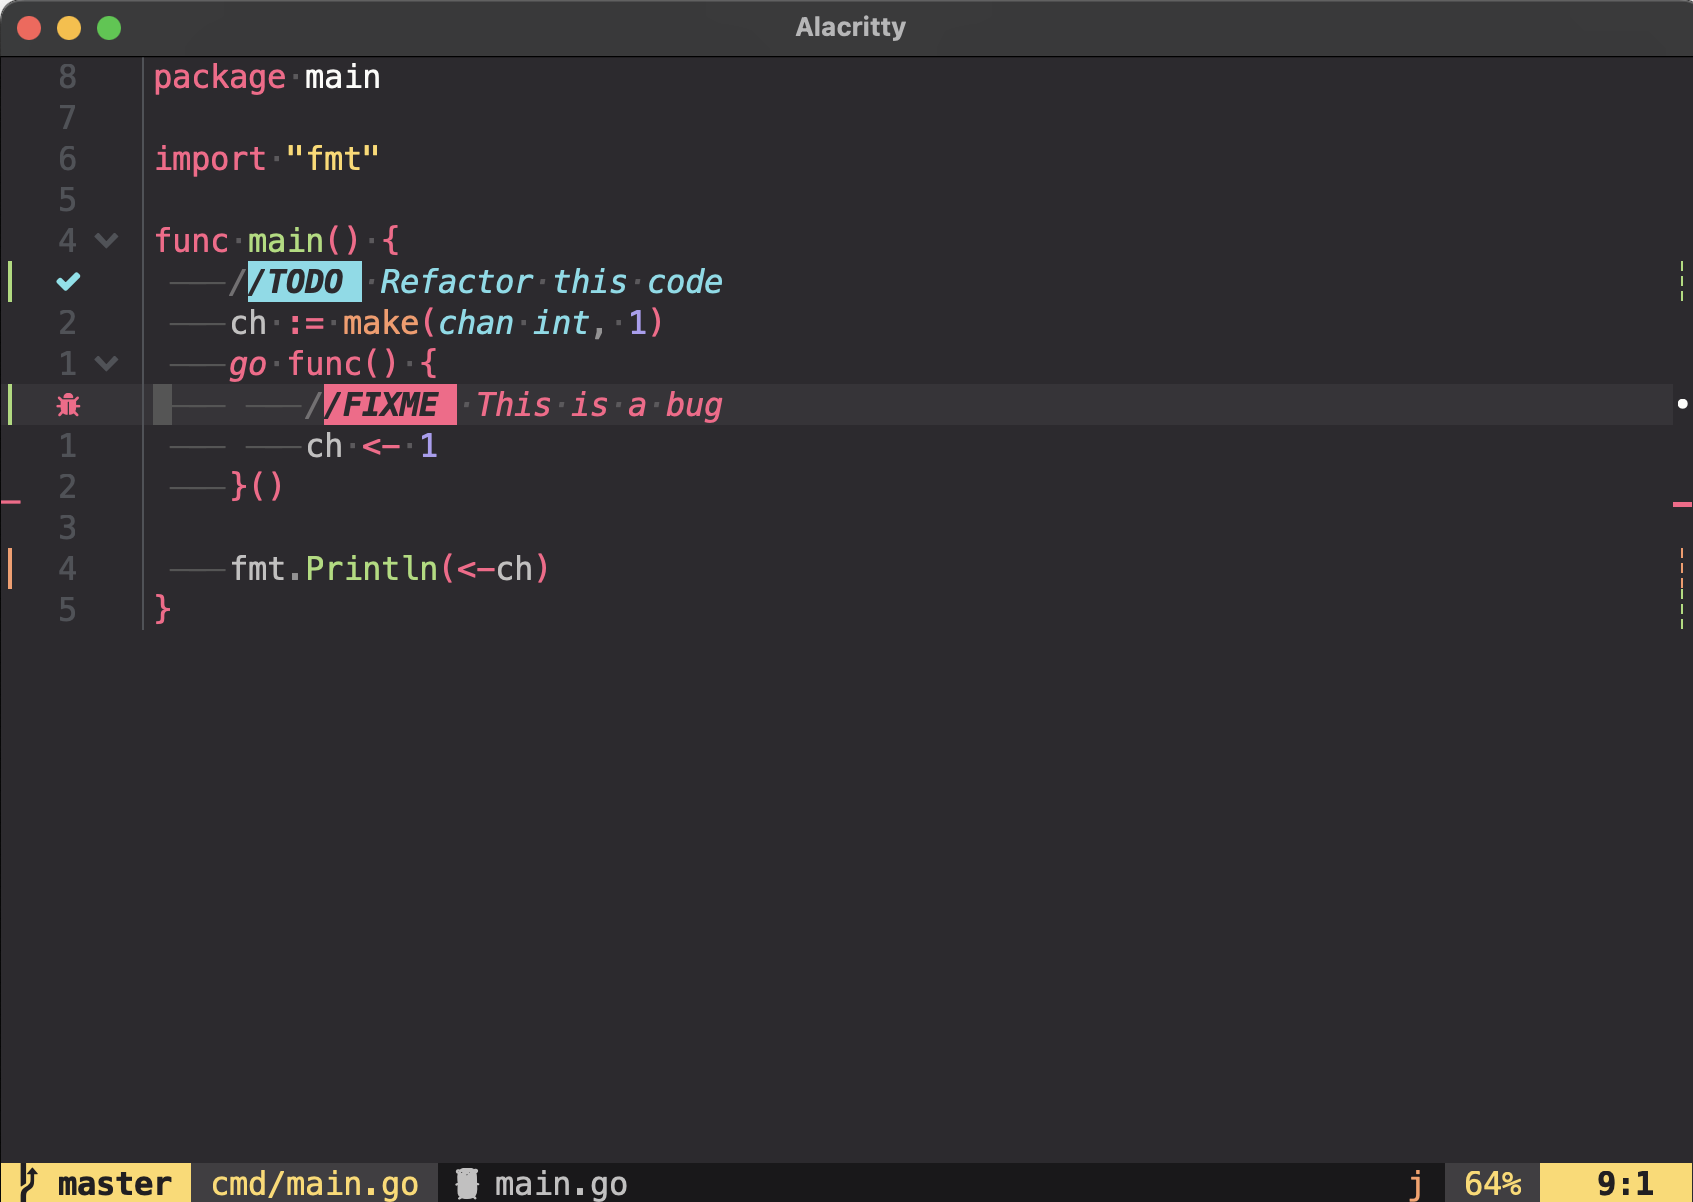 Alacritty
8 package main
7
6 import "fmt"
5
4 func main() {
//TODO Refactor this code
2 ch := make(chan int, 1)
1 go func() {
//FIXME This is a bug
1 ch <- 1
2 }()
3
4 fmt.Println(<-ch)
5 }
master cmd/main.go main.go j 64% 9:1